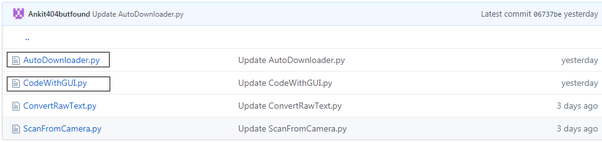 Ankit404butfound Update AutoDownloader.py Latest commit 06737be yesterday
..
AutoDownloader.py Update AutoDownloader.py yesterday
CodeWithGUI.py Update CodeWithGUI.py yesterday
ConvertRawText.py Update ConvertRawText.py 3 days ago
ScanFromCamera.py Update ScanFromCamera.py 3 days ago